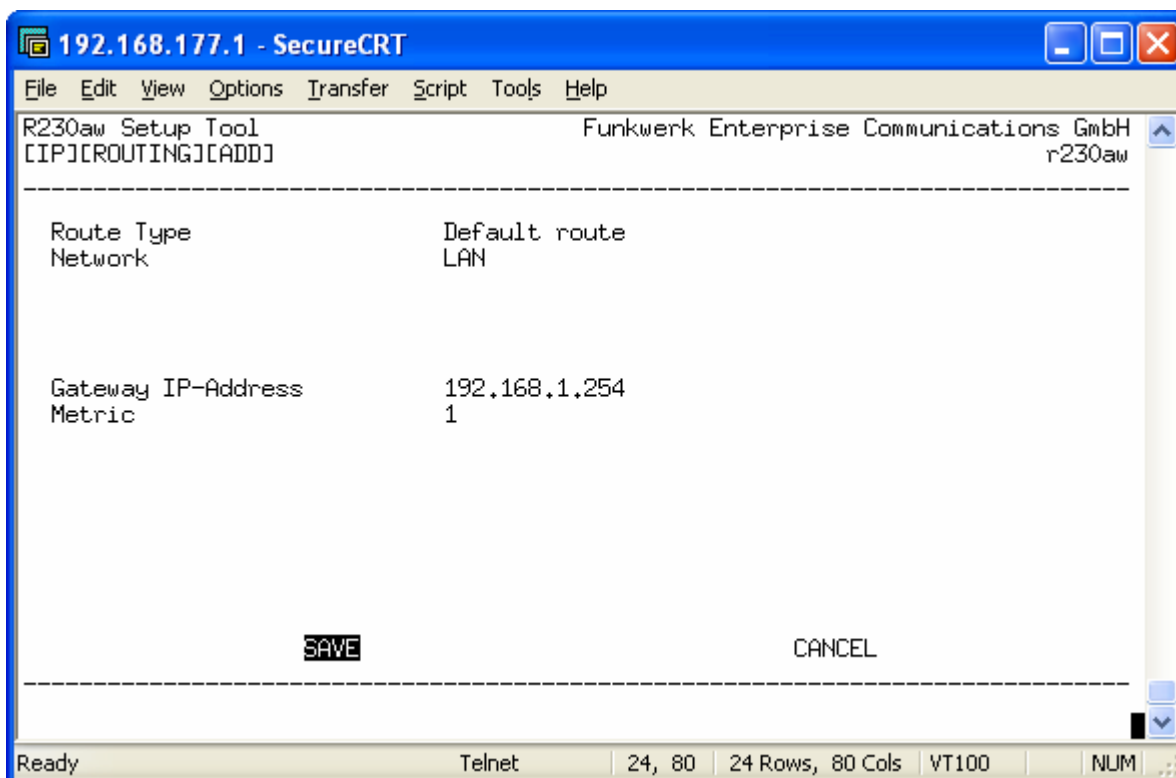 192.168.177.1 - SecureCRT
File Edit View Options Transfer Script Tools Help
R230aw Setup Tool Funkwerk Enterprise Communications GmbH
[IP][ROUTING][ADD] r230aw
Route Type Default route
Network LAN
Gateway IP-Address 192.168.1.254
Metric 1
SAVE CANCEL
Ready Telnet 24, 80 24 Rows, 80 Cols VT100 NUM